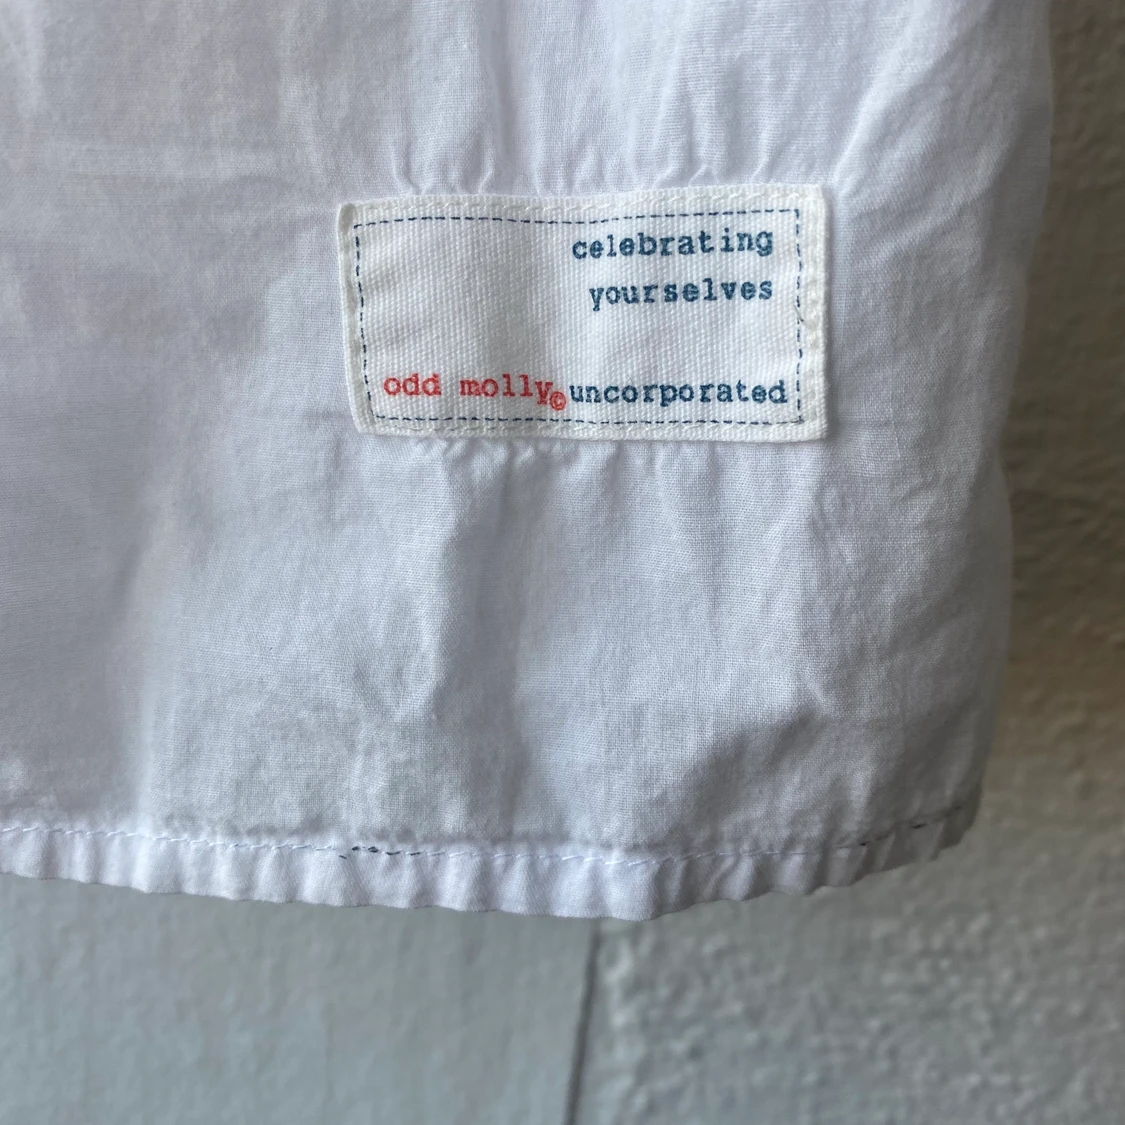 celebrating
yourselves
odd molly© uncorporated